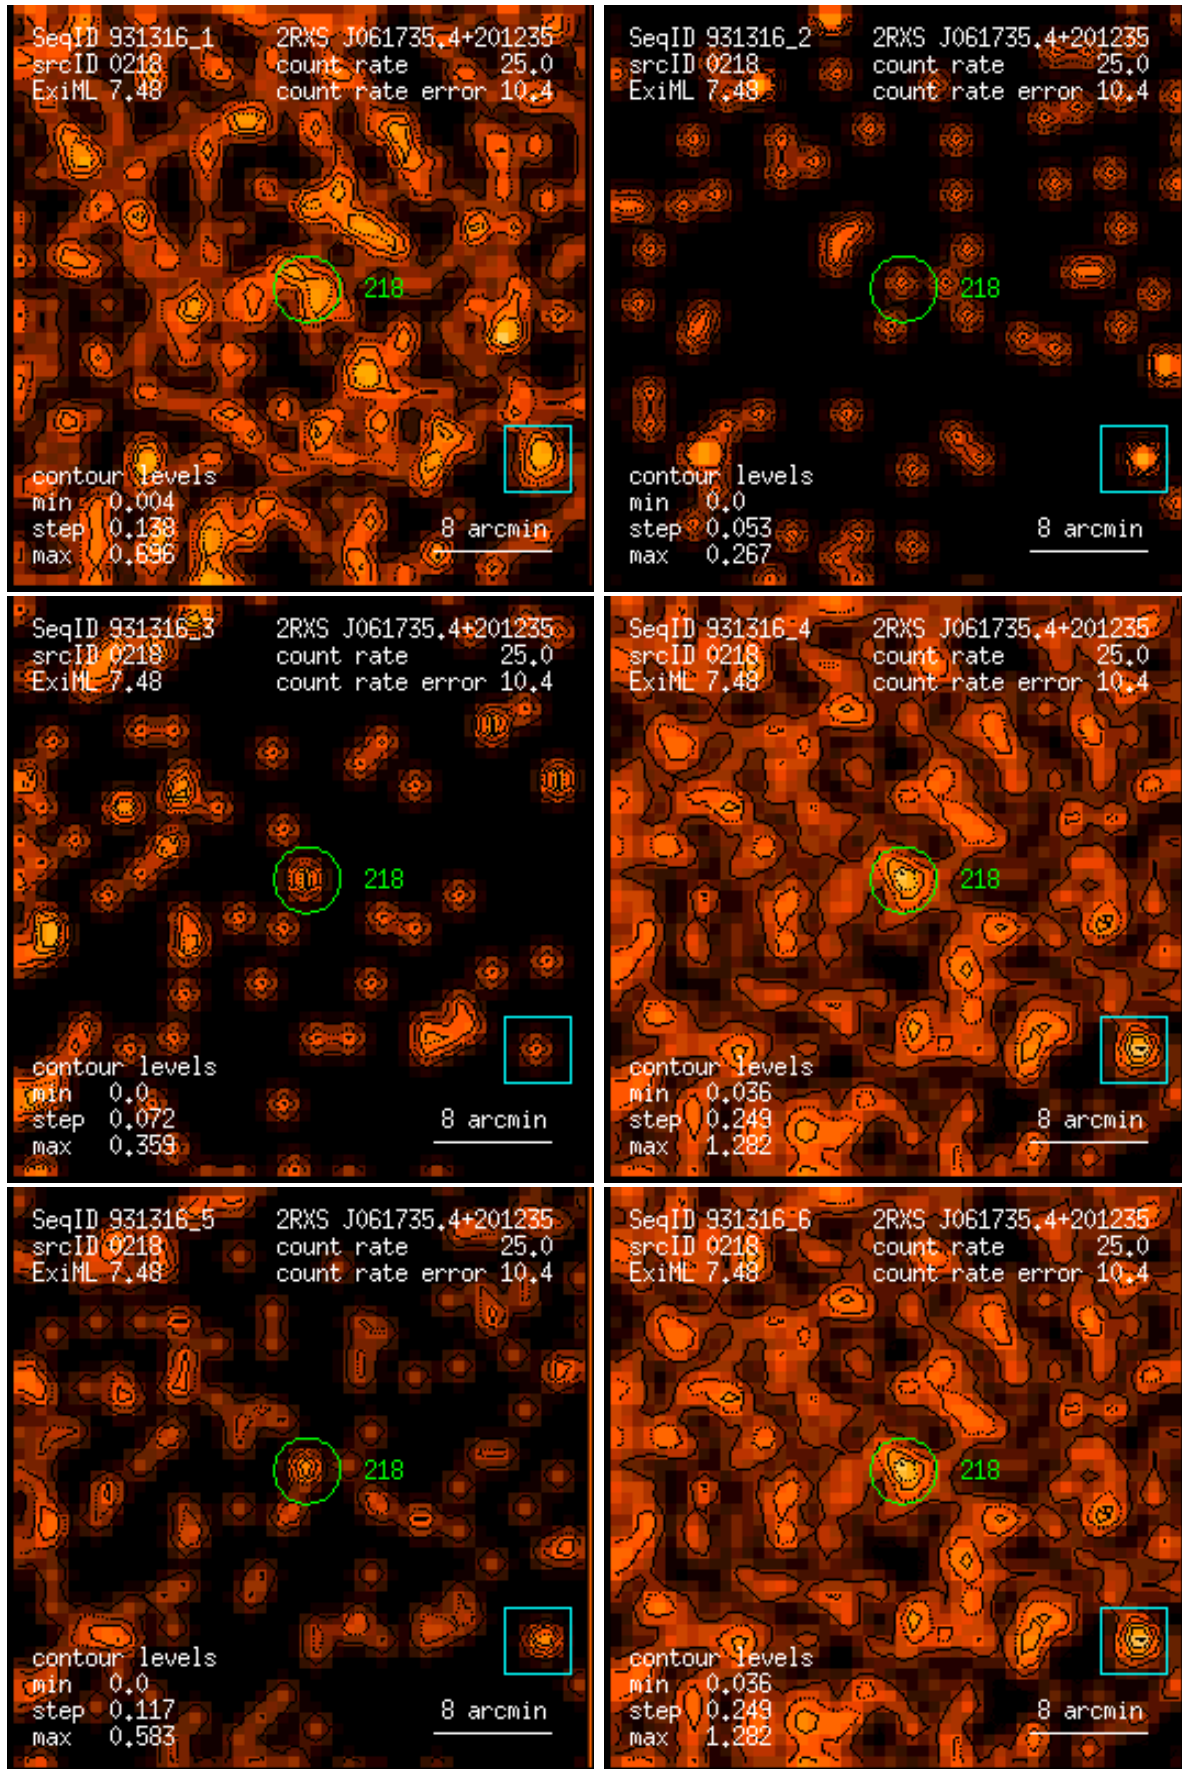 SeqID 931316_1 2RXS J061735.4+201235
srcID 0218 count rate 25.0
ExiML 7.48 count rate error 10.4
218
contour levels
min 0.004
step 0.138 8 arcmin
max 0.696
SeqID 931316_2 2RXS J061735.4+201235
srcID 0218 count rate 25.0
ExiML 7.48 count rate error 10.4
218
contour levels
min 0.0
step 0.053 8 arcmin
max 0.267
SeqID 931316_3 2RXS J061735.4+201235
srcID 0218 count rate 25.0
ExiML 7.48 count rate error 10.4
218
contour levels
min 0.0
step 0.072 8 arcmin
max 0.359
SeqID 931316_4 2RXS J061735.4+201235
srcID 0218 count rate 25.0
ExiML 7.48 count rate error 10.4
218
contour levels
min 0.036
step 0.249 8 arcmin
max 1.282
SeqID 931316_5 2RXS J061735.4+201235
srcID 0218 count rate 25.0
ExiML 7.48 count rate error 10.4
218
contour levels
min 0.0
step 0.117 8 arcmin
max 0.583
SeqID 931316_6 2RXS J061735.4+201235
srcID 0218 count rate 25.0
ExiML 7.48 count rate error 10.4
218
contour levels
min 0.036
step 0.249 8 arcmin
max 1.282